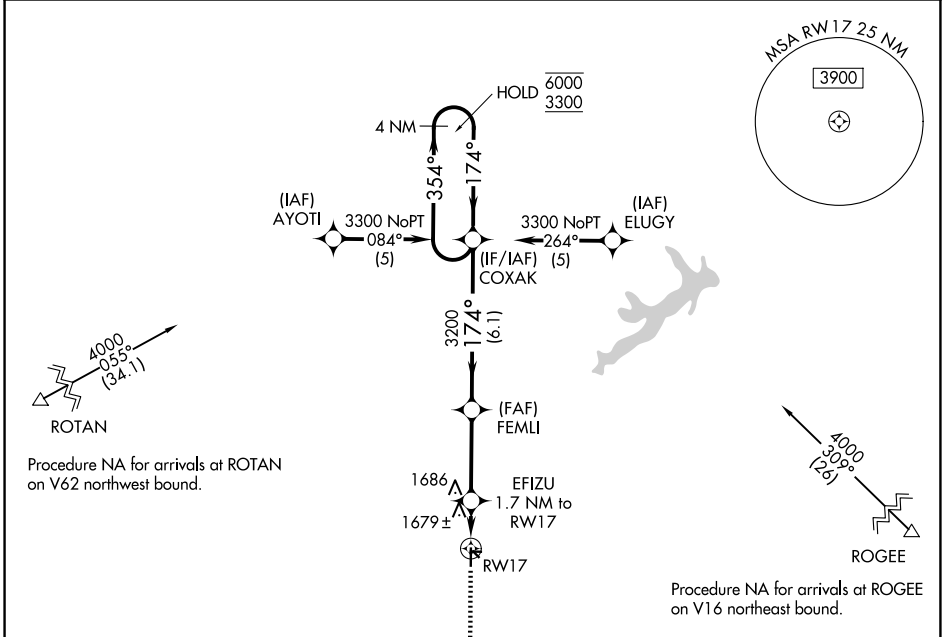 MSA RW17 25 NM
3900
HOLD 6000
3300
4 NM
354°
174°
(IAF)
AYOTI
3300 NoPT
084°
(5)
(IF/IAF)
COXAK
3300 NoPT
264°
(5)
(IAF)
ELUGY
3200
174°
(6.1)
4000
055°
(34.1)
ROTAN
Procedure NA for arrivals at ROTAN
on V62 northwest bound.
(FAF)
FEMLI
1686
1679±
EFIZU
1.7 NM to
RW17
RW17
4000
309°
(26)
ROGEE
Procedure NA for arrivals at ROGEE
on V16 northeast bound.